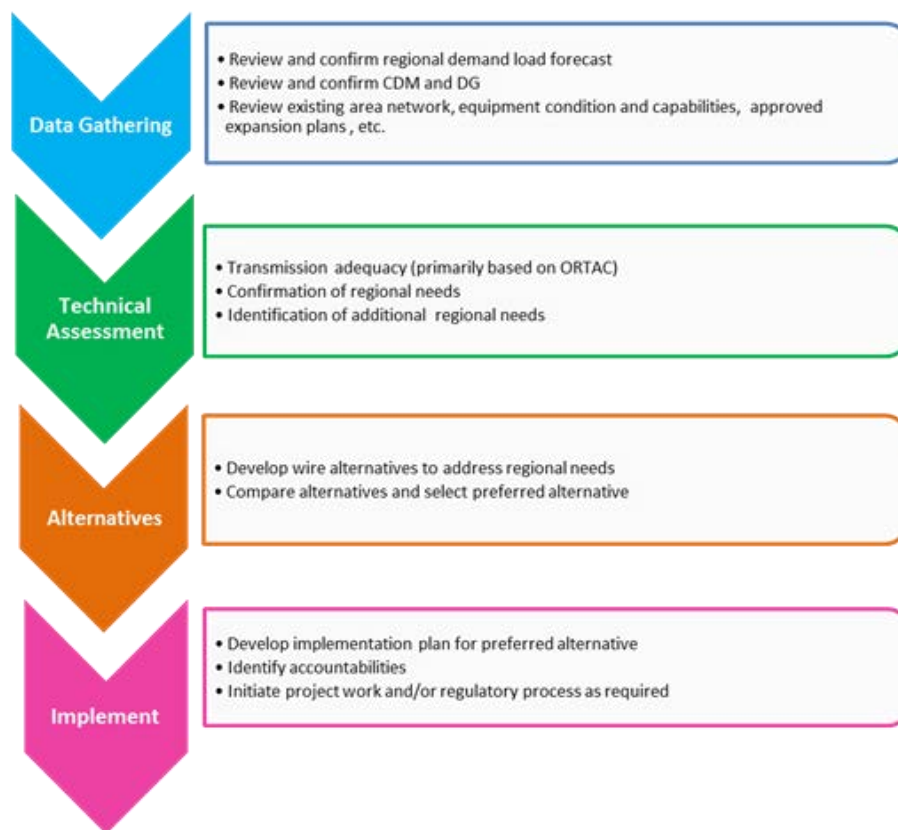 Data Gathering
• Review and confirm regional demand load forecast
• Review and confirm CDM and DG
• Review existing area network, equipment condition and capabilities, approved
expansion plans , etc.
Technical
Assessment
• Transmission adequacy (primarily based on ORTAC)
• Confirmation of regional needs
• Identification of additional regional needs
Alternatives
• Develop wire alternatives to address regional needs
• Compare alternatives and select preferred alternative
Implement
• Develop implementation plan for preferred alternative
• Identify accountabilities
• Initiate project work and/or regulatory process as required